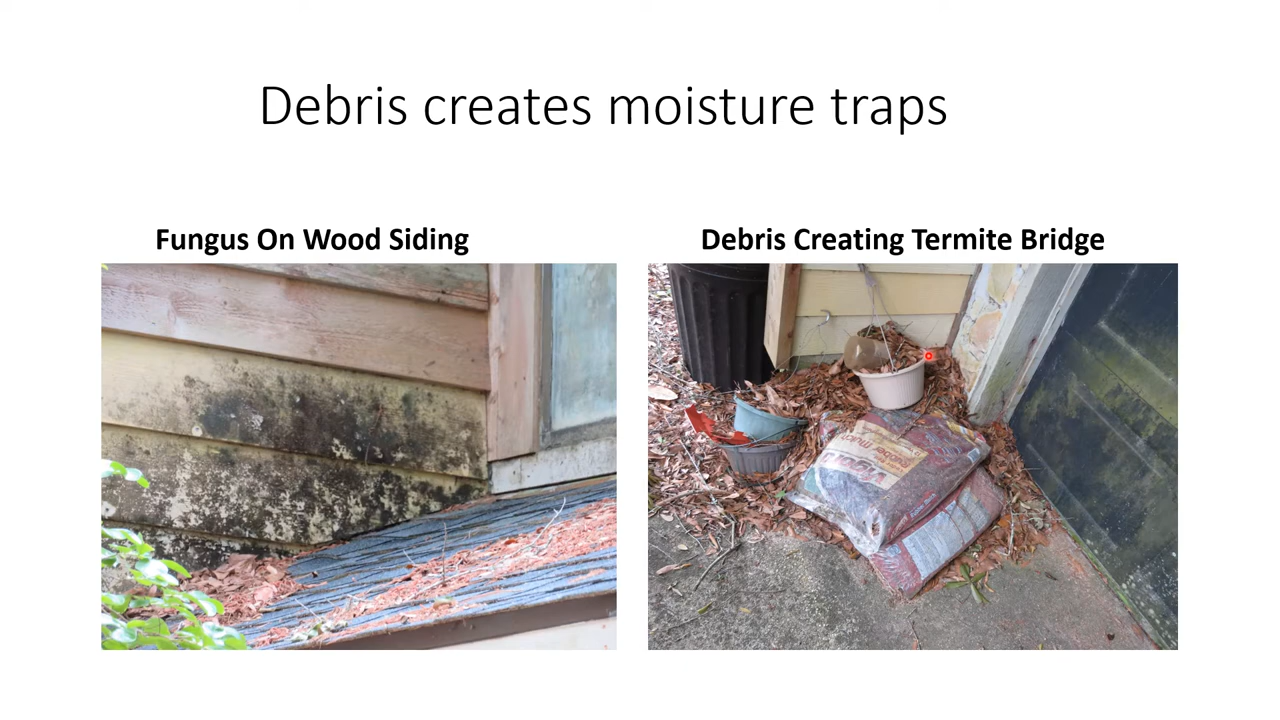 Debris creates moisture traps
Fungus On Wood Siding
Debris Creating Termite Bridge